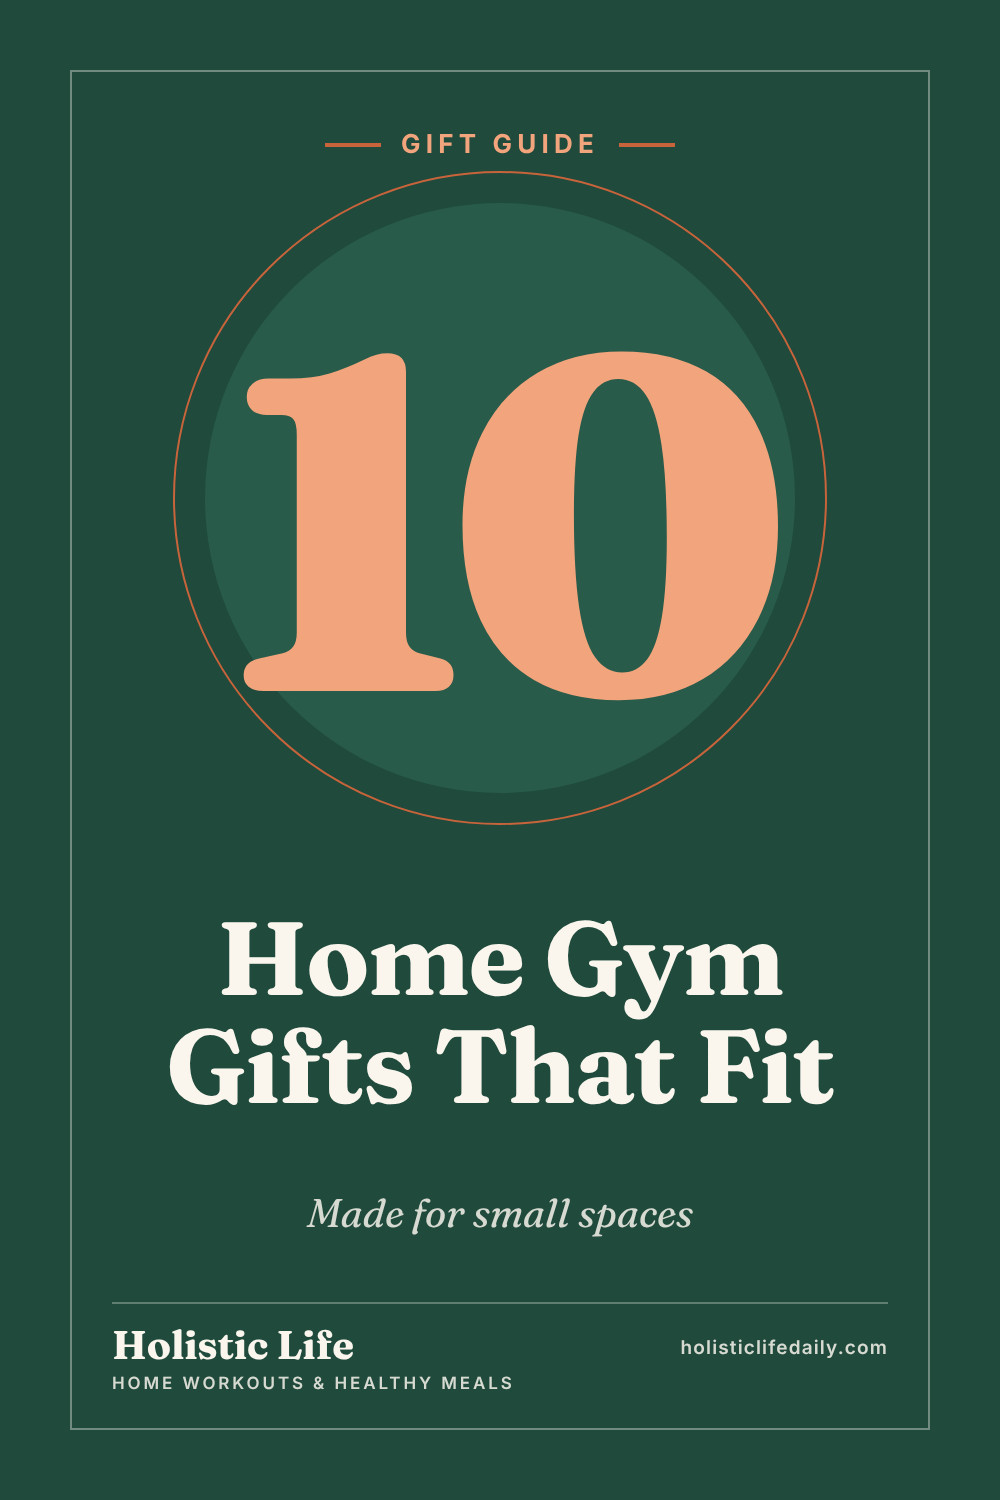 GIFT GUIDE
10
Home Gym
Gifts That Fit
Made for small spaces
Holistic Life
holisticlifedaily.com
HOME WORKOUTS & HEALTHY MEALS